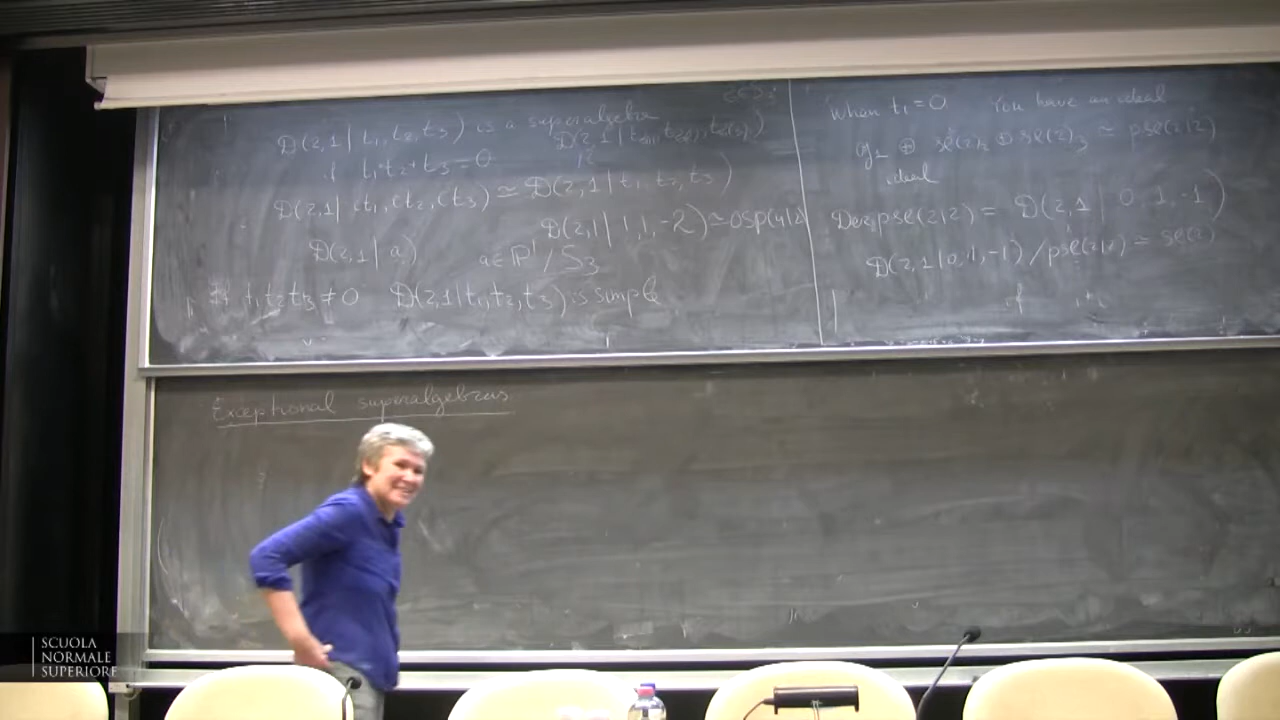 D(2,1 | t₁, t₂, t₃) is a superalgebra
if t₁+t₂+t₃=0
D(2,1 | t_{s(1)}, t_{s(2)}, t_{s(3)})
D(2,1 | ct₁, ct₂, ct₃) ≃ D(2,1 | t₁, t₂, t₃)
D(2,1 | 1, 1, -2) ≃ osp(4|2)
D(2,1 | a) a ∈ P¹/S₃
If t₁t₂t₃ ≠ 0 D(2,1 | t₁, t₂, t₃) is simple
When t₁=0 You have an ideal
g₁ ⊕ sl(2)₂ ⊕ sl(2)₃ ≃ psl(2|2)
ideal
Der psl(2|2) = D(2,1 | 0, 1, -1)
D(2,1 | 0, 1, -1) / psl(2|2) ≃ sl(2)
Exceptional superalgebras
SCUOLA
NORMALE
SUPERIORE